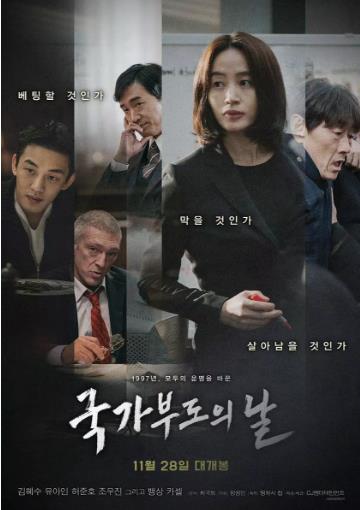 베팅할 것인가
막을 것인가
살아남을 것인가
1997년, 모두의 운명을 바꾼
국가부도의 날
11월 28일 대개봉
김혜수 유아인 허준호 조우진 그리고 뱅상 카셀